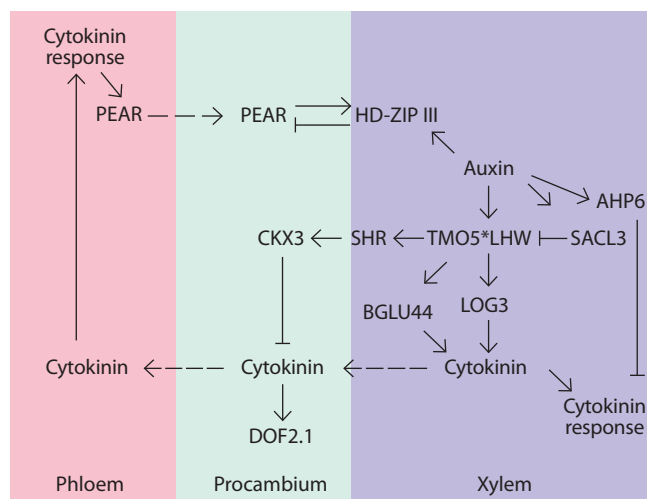 Cytokinin
response
PEAR
PEAR
HD-ZIP III
Auxin
AHP6
CKX3
SHR
TMO5*LHW
SACL3
BGLU44
LOG3
Cytokinin
Cytokinin
Cytokinin
Cytokinin
response
DOF2.1
Phloem
Procambium
Xylem